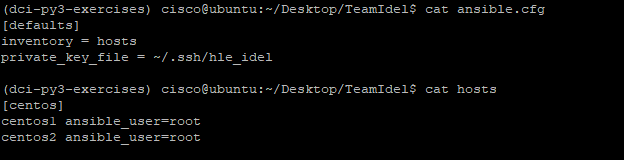 (dci-py3-exercises) cisco@ubuntu:~/Desktop/TeamIdel$ cat ansible.cfg
[defaults]
inventory = hosts
private_key_file = ~/.ssh/hle_idel
(dci-py3-exercises) cisco@ubuntu:~/Desktop/TeamIdel$ cat hosts
[centos]
centos1 ansible_user=root
centos2 ansible_user=root